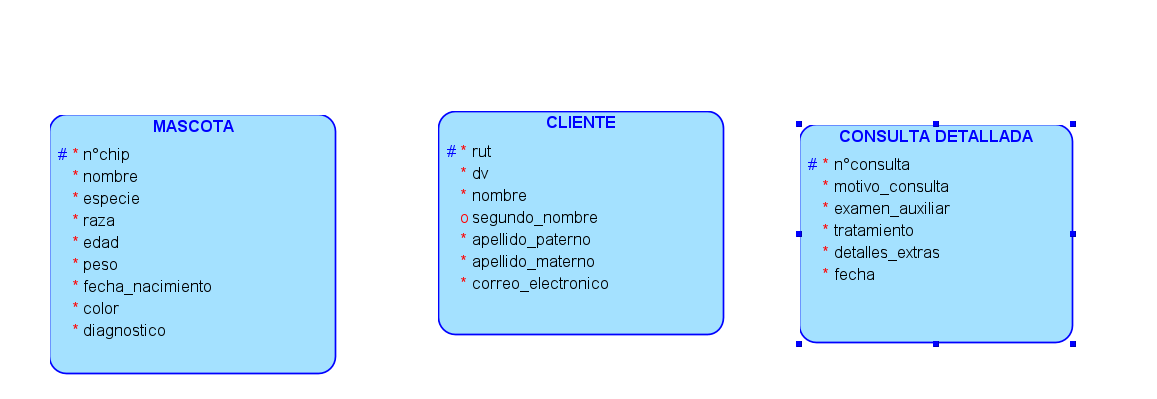 MASCOTA
# * n°chip
* nombre
* especie
* raza
* edad
* peso
* fecha_nacimiento
* color
* diagnostico
CLIENTE
# * rut
* dv
* nombre
o segundo_nombre
* apellido_paterno
* apellido_materno
* correo_electronico
CONSULTA DETALLADA
# * n°consulta
* motivo_consulta
* examen_auxiliar
* tratamiento
* detalles_extras
* fecha